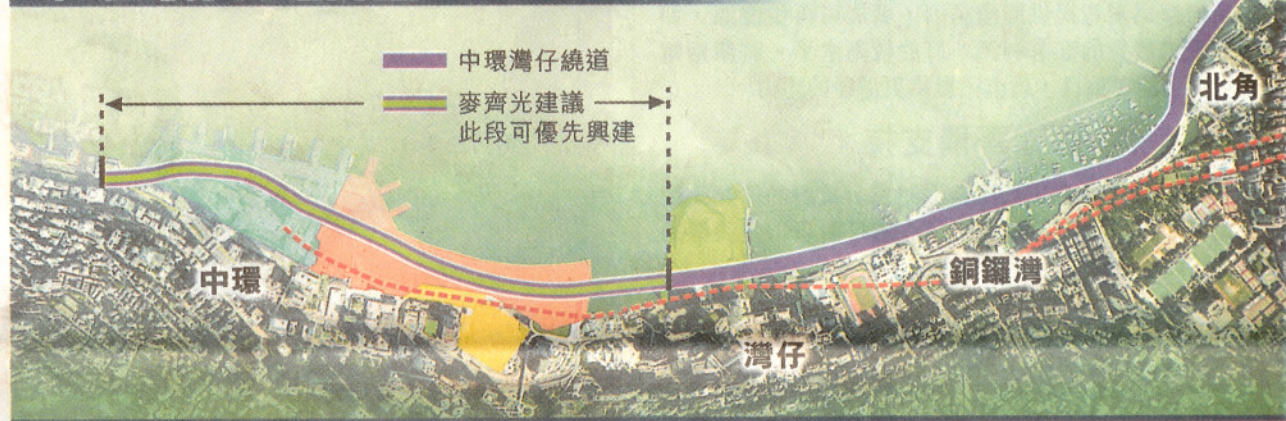 中環灣仔繞道
麥齊光建議
此段可優先興建
北角
中環
銅鑼灣
灣仔